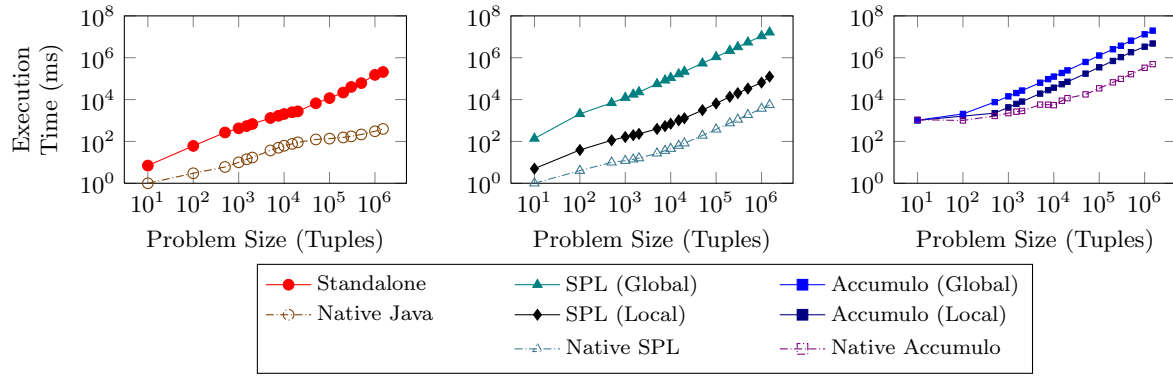 10^8 10^8 10^8
10^6 10^6 10^6
Execution
Time (ms)
10^4 10^4 10^4
10^2 10^2 10^2
10^0 10^0 10^0
10^1 10^2 10^3 10^4 10^5 10^6 10^1 10^2 10^3 10^4 10^5 10^6 10^1 10^2 10^3 10^4 10^5 10^6
Problem Size (Tuples) Problem Size (Tuples) Problem Size (Tuples)
Standalone SPL (Global) Accumulo (Global)
Native Java SPL (Local) Accumulo (Local)
Native SPL Native Accumulo